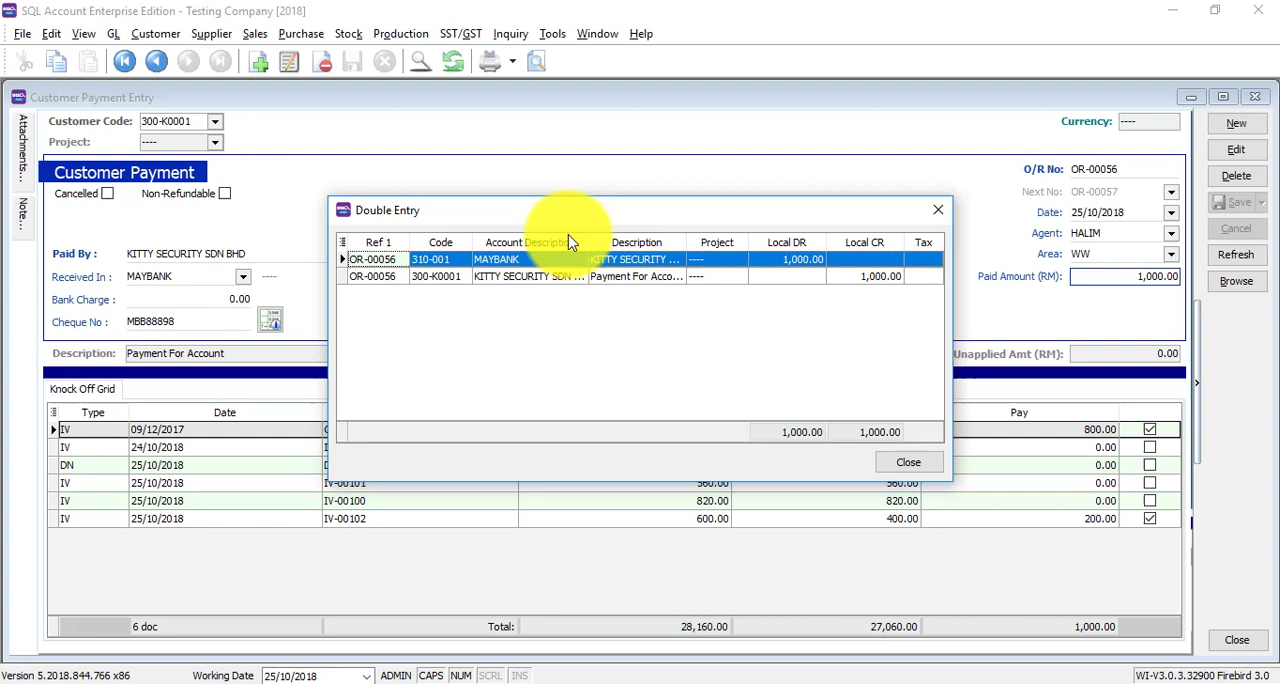 SQL Account Enterprise Edition - Testing Company [2018]
File Edit View GL Customer Supplier Sales Purchase Stock Production SST/GST Inquiry Tools Window Help
Customer Payment Entry
Attachments...
Note...
Customer Code: 300-K0001
Currency: ----
Project: ----
Customer Payment
Cancelled Non-Refundable
O/R No: OR-00056
Next No: OR-00057
Date: 25/10/2018
Agent: HALIM
Area: WW
Paid Amount (RM): 1,000.00
Paid By : KITTY SECURITY SDN BHD
Received In : MAYBANK ----
Bank Charge : 0.00
Cheque No : MBB88898
Description: Payment For Account
Unapplied Amt (RM): 0.00
New
Edit
Delete
Save
Cancel
Refresh
Browse
Double Entry
Ref 1 Code Account Description Description Project Local DR Local CR Tax
OR-00056 310-001 MAYBANK KITTY SECURITY ... ---- 1,000.00
OR-00056 300-K0001 KITTY SECURITY SDN ... Payment For Acco... ---- 1,000.00
1,000.00 1,000.00
Close
Knock Off Grid
Type Date Pay
IV 09/12/2017 800.00
IV 24/10/2018 0.00
DN 25/10/2018 0.00
IV 25/10/2018 IV-00101 560.00 560.00 0.00
IV 25/10/2018 IV-00100 820.00 820.00 0.00
IV 25/10/2018 IV-00102 600.00 400.00 200.00
6 doc Total: 28,160.00 27,060.00 1,000.00
Close
Version 5.2018.844.766 x86 Working Date 25/10/2018 ADMIN CAPS NUM SCRL INS WI-V3.0.3.32900 Firebird 3.0